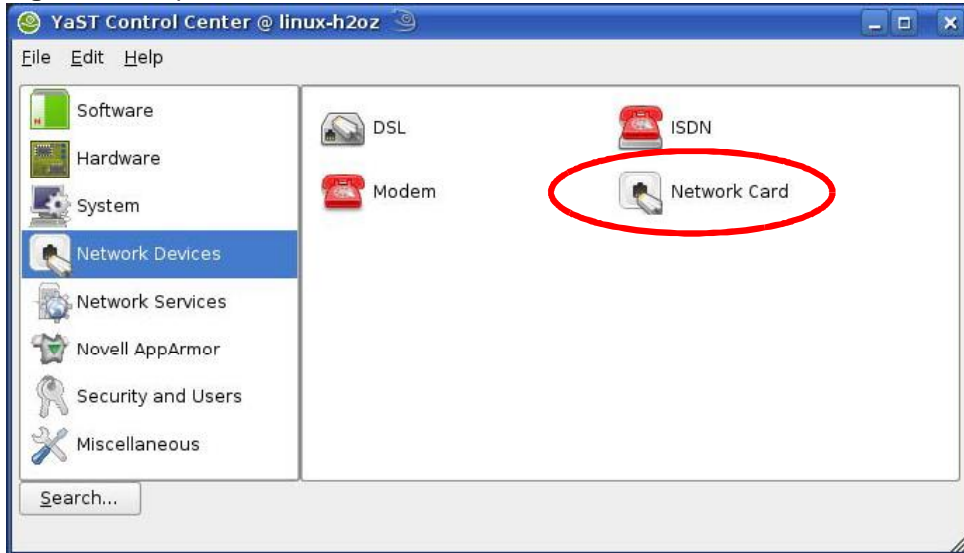 YaST Control Center @ linux-h2oz
File Edit Help
Software
Hardware
System
Network Devices
Network Services
Novell AppArmor
Security and Users
Miscellaneous
DSL
ISDN
Modem
Network Card
Search...